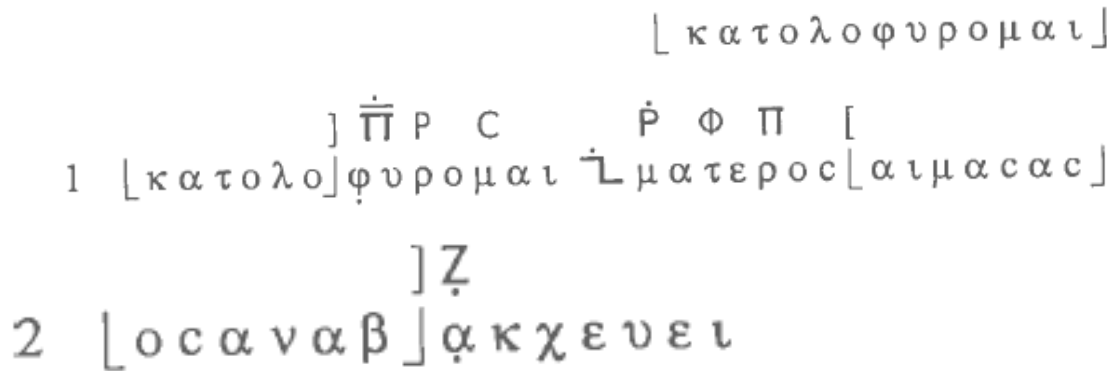 ⌊κατολοφυρομαι⌋
] Π̇̅ Ρ C Ρ̇ Φ Π [
1 ⌊κατολο⌋φ̣υρομαι 𝈆̇ ματεροc⌊αιμαcαc⌋
] Ζ̣
2 ⌊οcαναβ⌋α̣κχευει